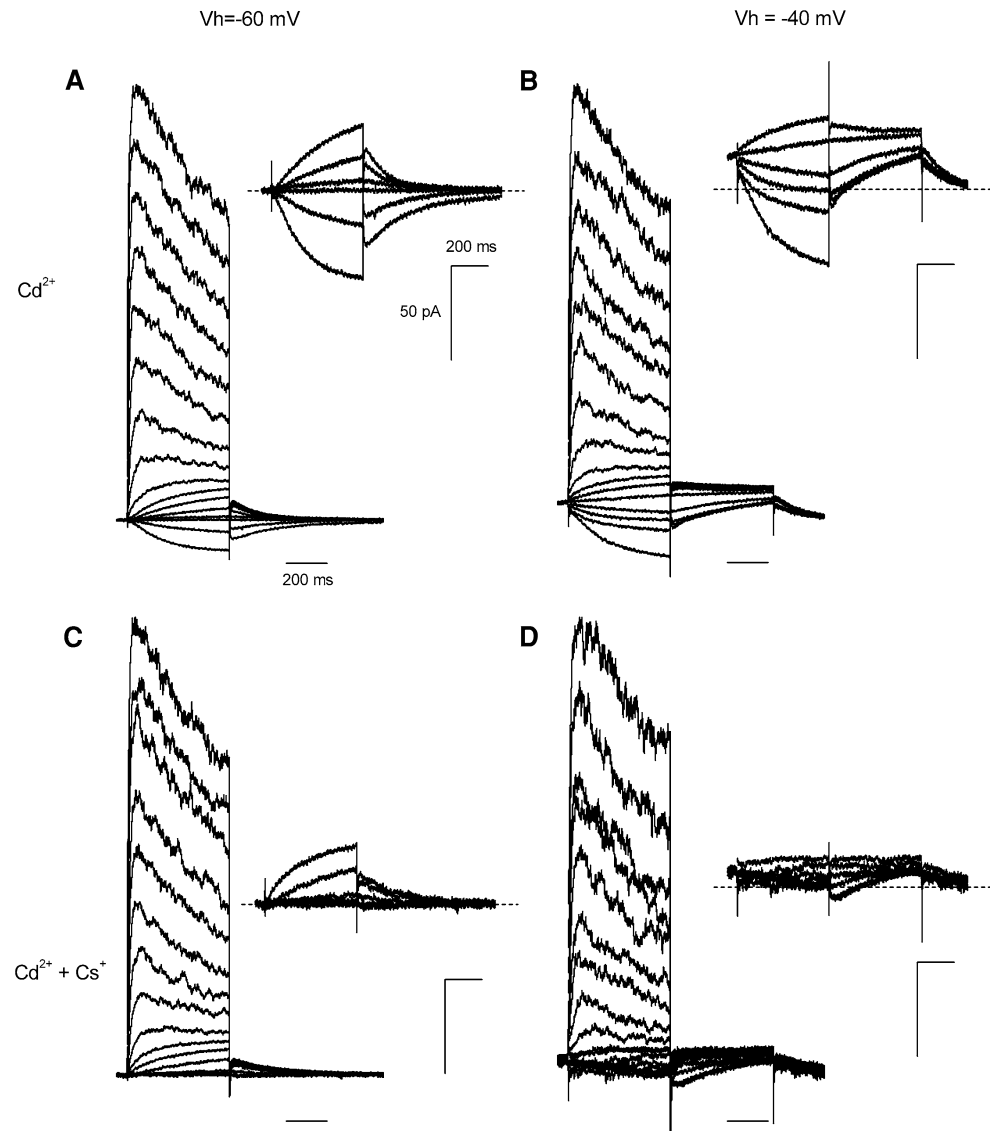 Vh=-60 mV
Vh = -40 mV
A
B
200 ms
Cd²⁺
50 pA
200 ms
C
D
Cd²⁺ + Cs⁺